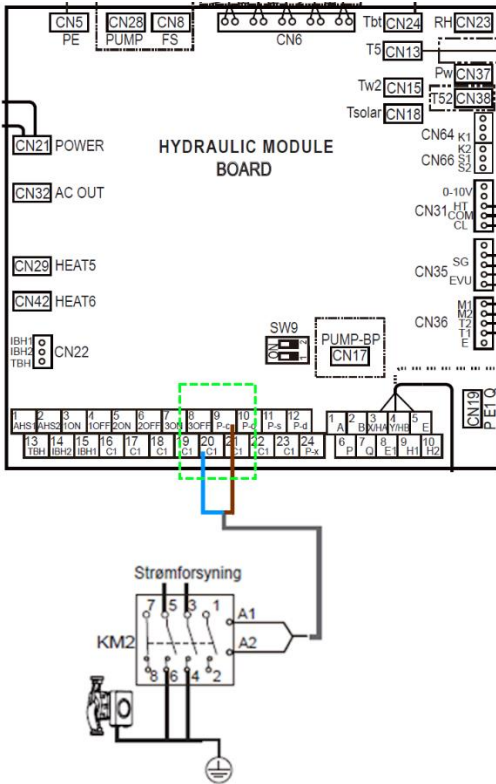 CN5 CN28 CN8 Tbt CN24 RH CN23
PE PUMP FS CN6
T5 CN13
Pw CN37
Tw2 CN15 T52 CN38
Tsolar CN18
CN64 K1
CN21 POWER HYDRAULIC MODULE K2
BOARD CN66 S1
S2
CN32 AC OUT 0-10V
CN31 HT
COM
CL
CN29 HEAT5 SG
CN35
EVU
CN42 HEAT6 M1
CN36 M2
T2
T1
E
SW9 PUMP-BP
ON 2
1
CN17
IBH1
IBH2 CN22
TBH
CN19 PE1Q
1 2 3 4 5 6 7 8 9 10 11 12
AHS1 AHS2 1ON 1OFF 2ON 2OFF 3ON 3OFF P-c P-o P-s P-d
1 2 3 4 5
A B X/HA Y/HB E
13 14 15 16 17 18 19 20 21 22 23 24
TBH IBH2 IBH1 C1 C1 C1 C1 C1 C1 C1 C1 P-x
6 7 8 9 10
P Q E1 H1 H2
Strømforsyning
7 5 3 1 A1
KM2 A2
8 6 4 2